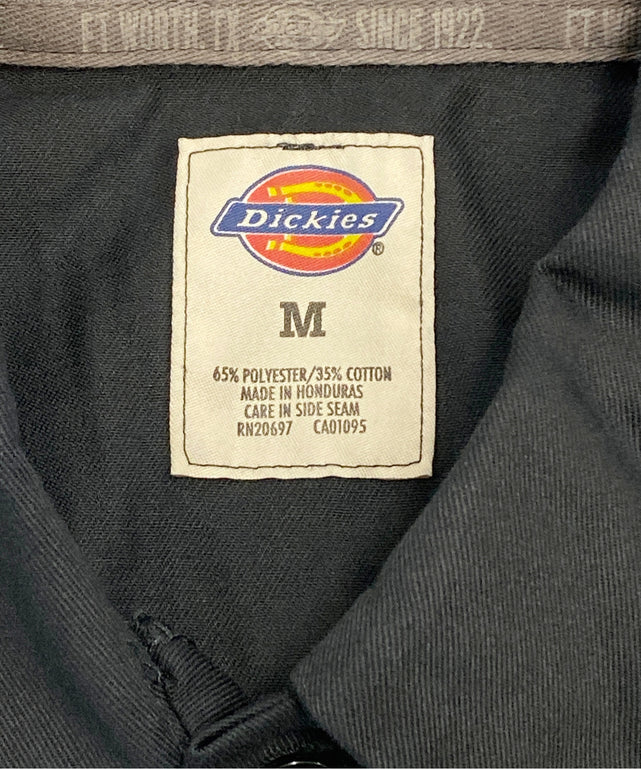 FT WORTH TX SINCE 1922. FT W
Dickies®
M
65% POLYESTER/35% COTTON
MADE IN HONDURAS
CARE IN SIDE SEAM
RN20697 CA01095